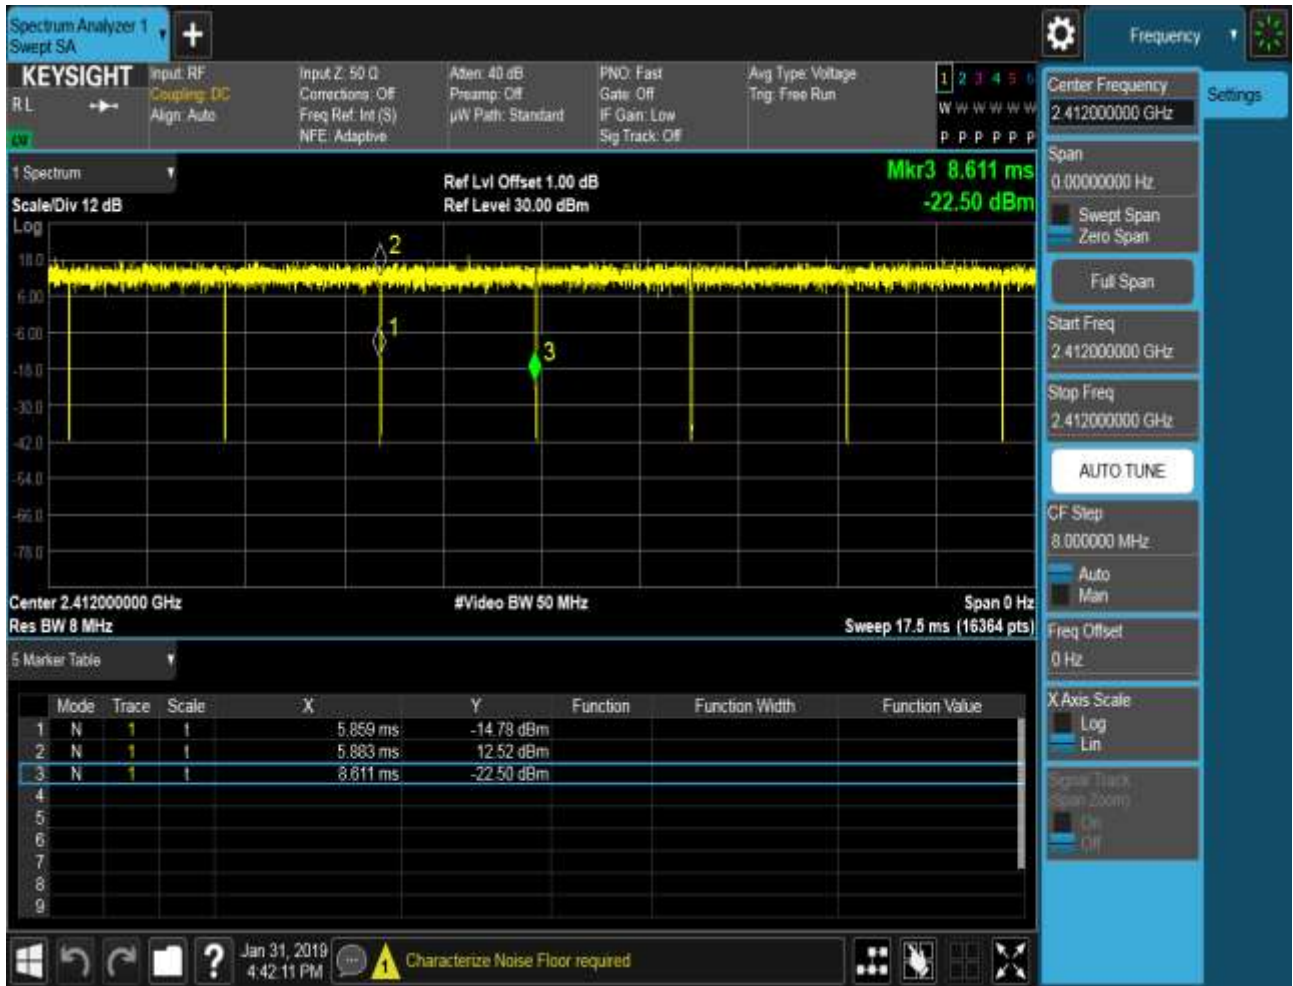 Spectrum Analyzer 1
Swept SA
+
Frequency
KEYSIGHT
RL
Input: RF
Coupling: DC
Align: Auto
Input Z: 50 Ω
Corrections: Off
Freq Ref: Int (S)
NFE: Adaptive
Atten: 40 dB
Preamp: Off
µW Path: Standard
PNO: Fast
Gate: Off
IF Gain: Low
Sig Track: Off
Avg Type: Voltage
Trig: Free Run
1 2 3 4 5 6
W W W W W W
P P P P P P
1 Spectrum
Scale/Div 12 dB
Ref Lvl Offset 1.00 dB
Ref Level 30.00 dBm
Mkr3 8.611 ms
-22.50 dBm
Log
18.0
6.00
-6.00
-18.0
-30.0
-42.0
-54.0
-66.0
-78.0
2
1
3
Center 2.412000000 GHz
#Video BW 50 MHz
Span 0 Hz
Res BW 8 MHz
Sweep 17.5 ms (16364 pts)
5 Marker Table
Mode Trace Scale X Y Function Function Width Function Value
1 N 1 t 5.859 ms -14.78 dBm
2 N 1 t 5.883 ms 12.52 dBm
3 N 1 t 8.611 ms -22.50 dBm
4
5
6
7
8
9
Jan 31, 2019
4:42:11 PM
?
1
Characterize Noise Floor required
Center Frequency
2.412000000 GHz
Settings
Span
0.00000000 Hz
Swept Span
Zero Span
Full Span
Start Freq
2.412000000 GHz
Stop Freq
2.412000000 GHz
AUTO TUNE
CF Step
8.000000 MHz
Auto
Man
Freq Offset
0 Hz
X Axis Scale
Log
Lin
Signal Track
(Span Zoom)
On
Off